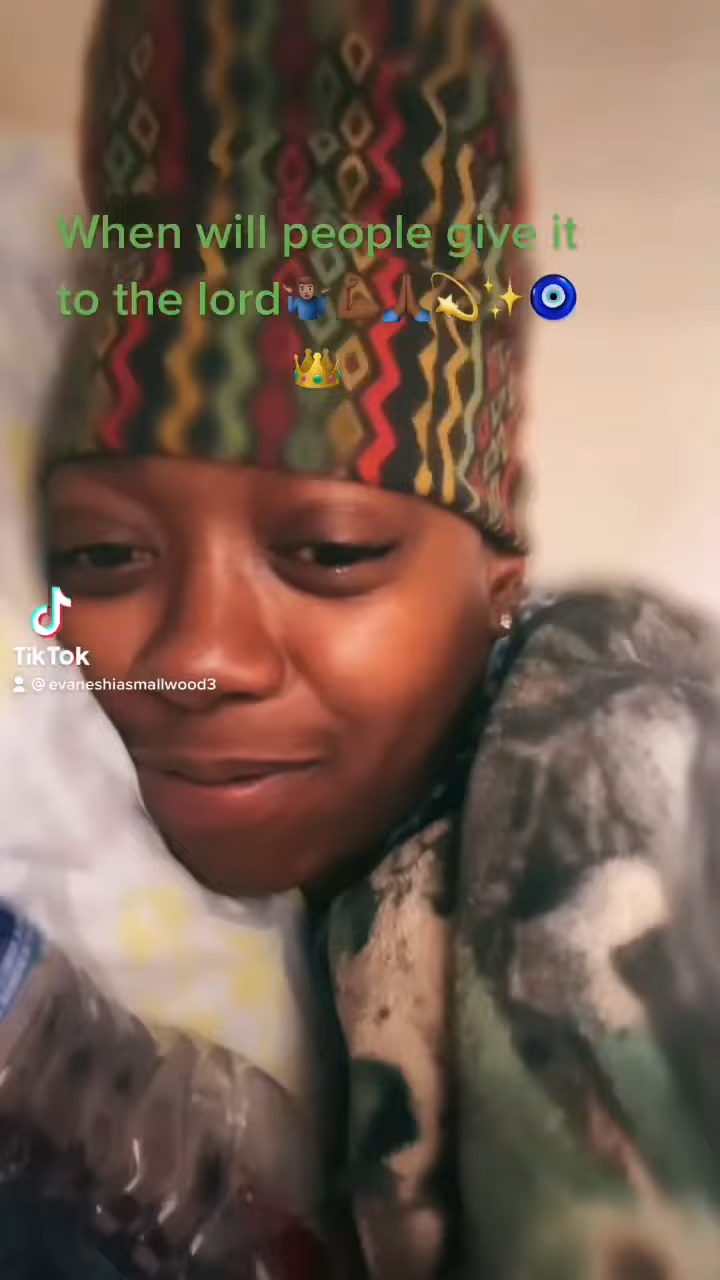 When will people give it
to the lord🤷🏽‍♂️💪🏾🙏🏾💫✨🧿
👑
TikTok
@evaneshiasmallwood3